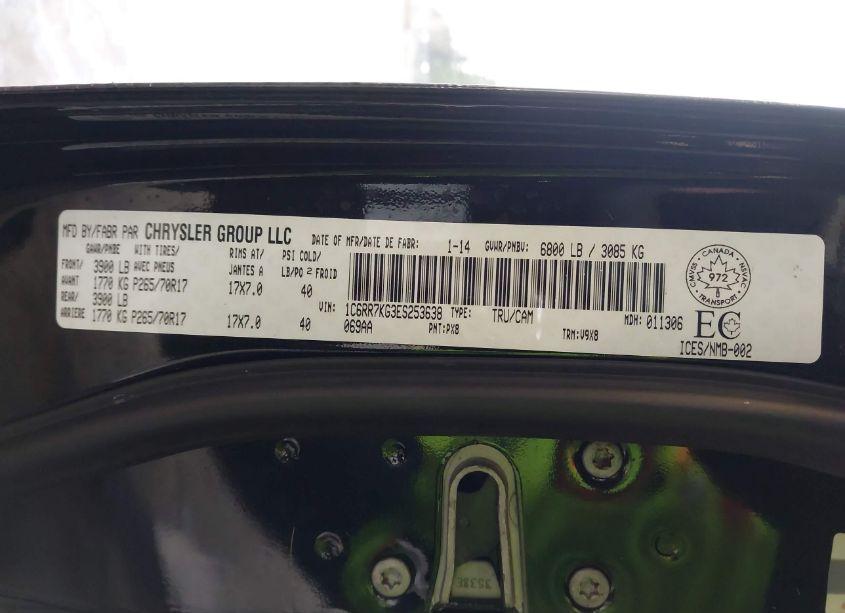 MFD BY/FABR PAR CHRYSLER GROUP LLC DATE OF MFR/DATE DE FABR: 1-14 GVWR/PNBV: 6800 LB / 3085 KG
GAWR/PNBE WITH TIRES/ RIMS AT/ PSI COLD/
AVEC PNEUS JANTES A LB/PO 2 FROID
FRONT/ 3900 LB
AVANT 1770 KG P265/70R17 17X7.0 40
REAR/ 3900 LB
ARRIERE 1770 KG P265/70R17 17X7.0 40
VIN: 1C6RR7KG3ES253638 TYPE: TRU/CAM MDH: 011306
069AA PNT:PX8 TRM:V9X8
CANADA
CMVSS NSVAC
972
TRANSPORT
EC
ICES/NMB-002
3538E